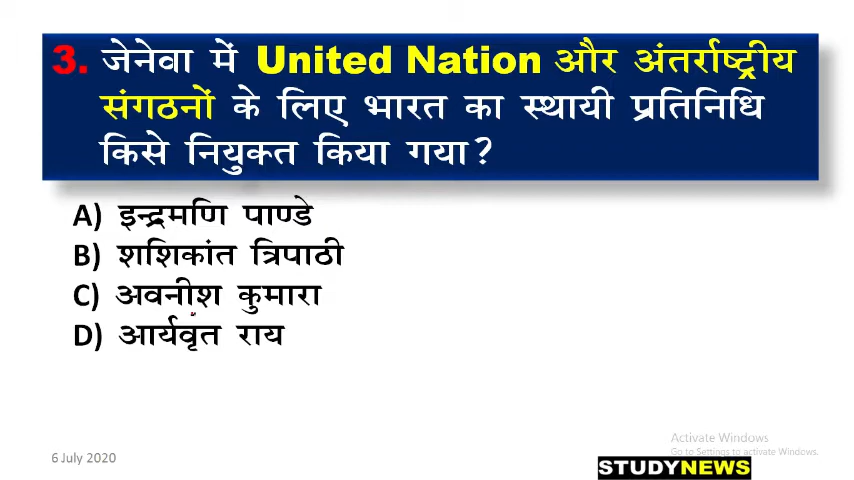 3. जेनेवा में United Nation और अंतर्राष्ट्रीय
संगठनों के लिए भारत का स्थायी प्रतिनिधि
किसे नियुक्त किया गया?
A) इन्द्रमणि पाण्डे
B) शशिकांत त्रिपाठी
C) अवनीश कुमारा
D) आर्यवृत राय
Activate Windows
Go to Settings to activate Windows.
6 July 2020
STUDYNEWS